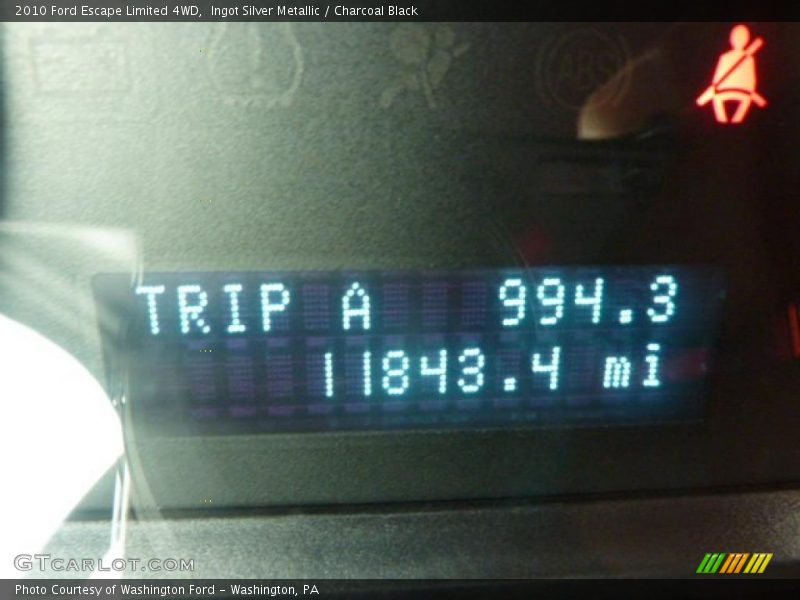 2010 Ford Escape Limited 4WD, Ingot Silver Metallic / Charcoal Black
ABS
TRIP A 994.3
11843.4 mi
GTcarlot.com
Photo Courtesy of Washington Ford - Washington, PA